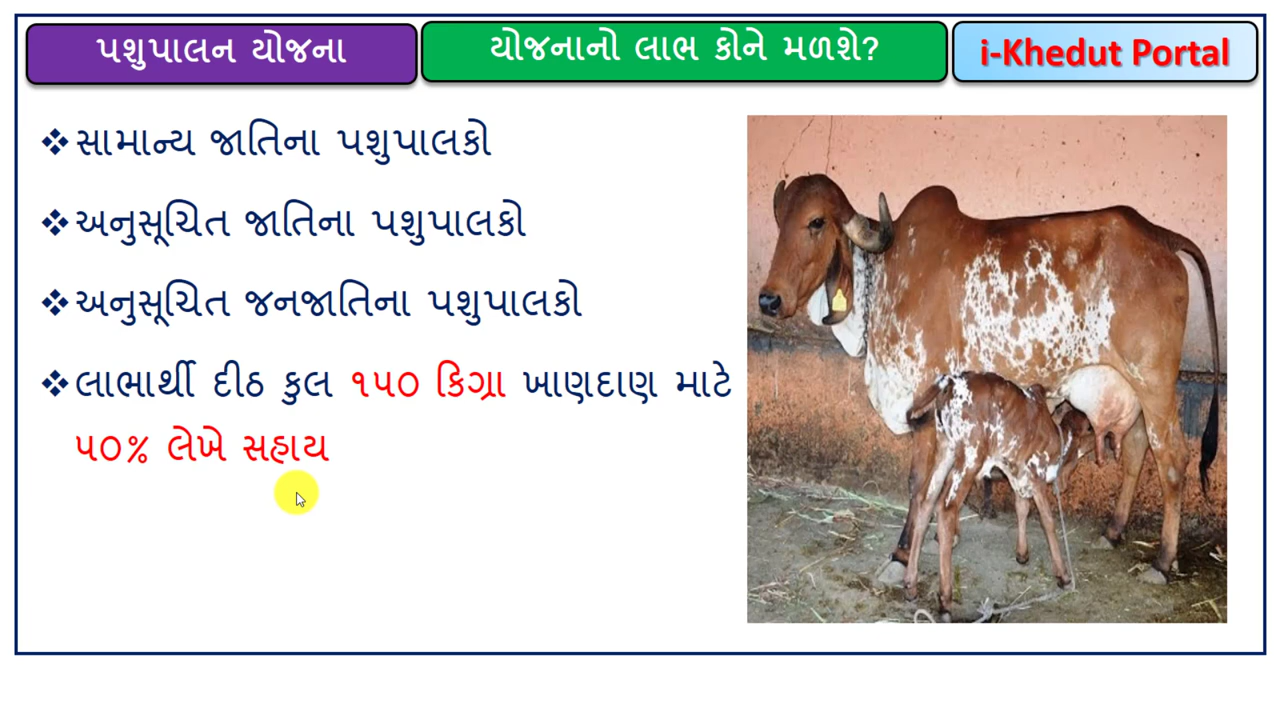 પશુપાલન યોજના
યોજનાનો લાભ કોને મળશે?
i-Khedut Portal
❖સામાન્ય જાતિના પશુપાલકો
❖અનુસૂચિત જાતિના પશુપાલકો
❖અનુસૂચિત જનજાતિના પશુપાલકો
❖લાભાર્થી દીઠ કુલ ૧૫૦ કિગ્રા ખાણદાણ માટે
૫૦% લેખે સહાય